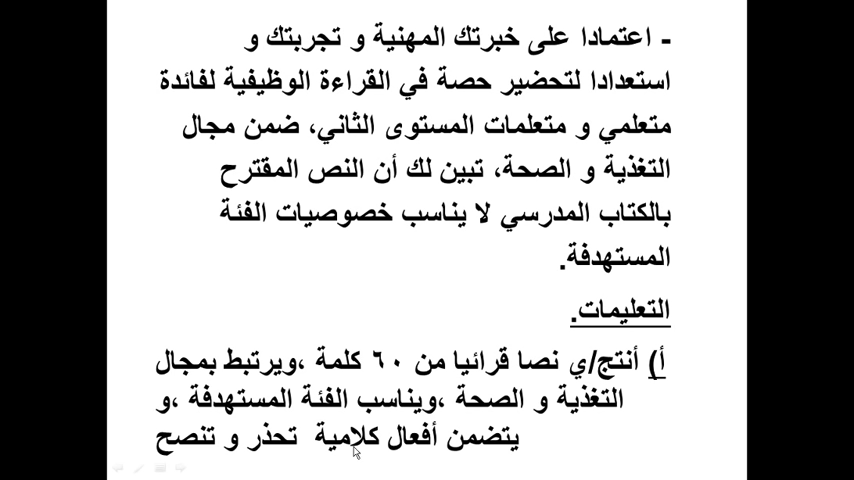 - اعتمادا على خبرتك المهنية و تجربتك و
استعدادا لتحضير حصة في القراءة الوظيفية لفائدة
متعلمي و متعلمات المستوى الثاني، ضمن مجال
التغذية و الصحة، تبين لك أن النص المقترح
بالكتاب المدرسي لا يناسب خصوصيات الفئة
المستهدفة.
التعليمات.
أ) أنتج/ي نصا قرائيا من ٦٠ كلمة ،ويرتبط بمجال
التغذية و الصحة ،ويناسب الفئة المستهدفة ،و
يتضمن أفعال كلامية تحذر و تنصح